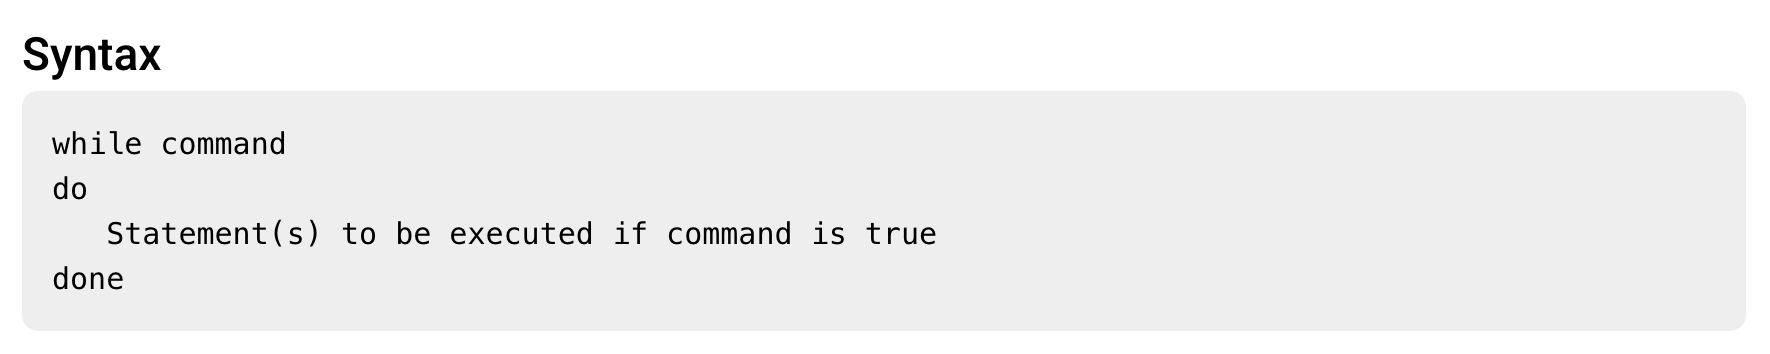 Syntax
while command
do
   Statement(s) to be executed if command is true
done